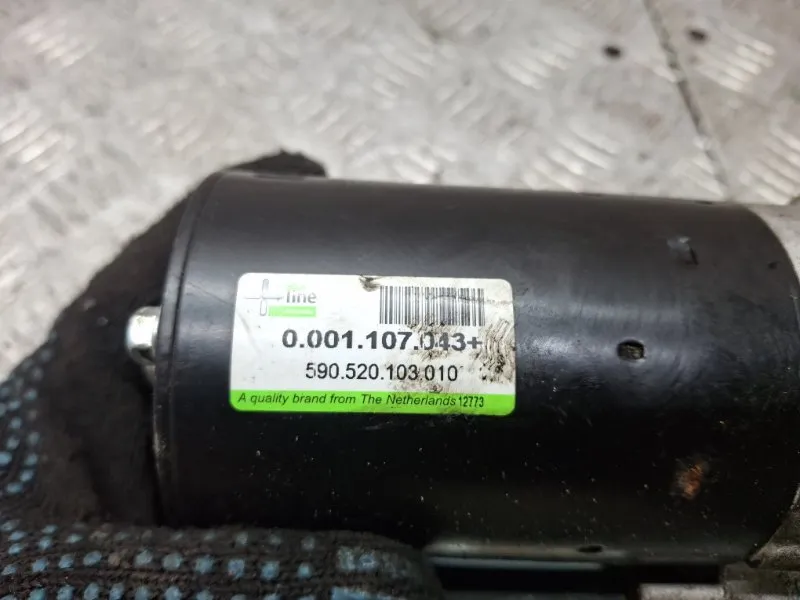 +line
0.001.107.043+
590.520.103.010
A quality brand from The Netherlands 12773